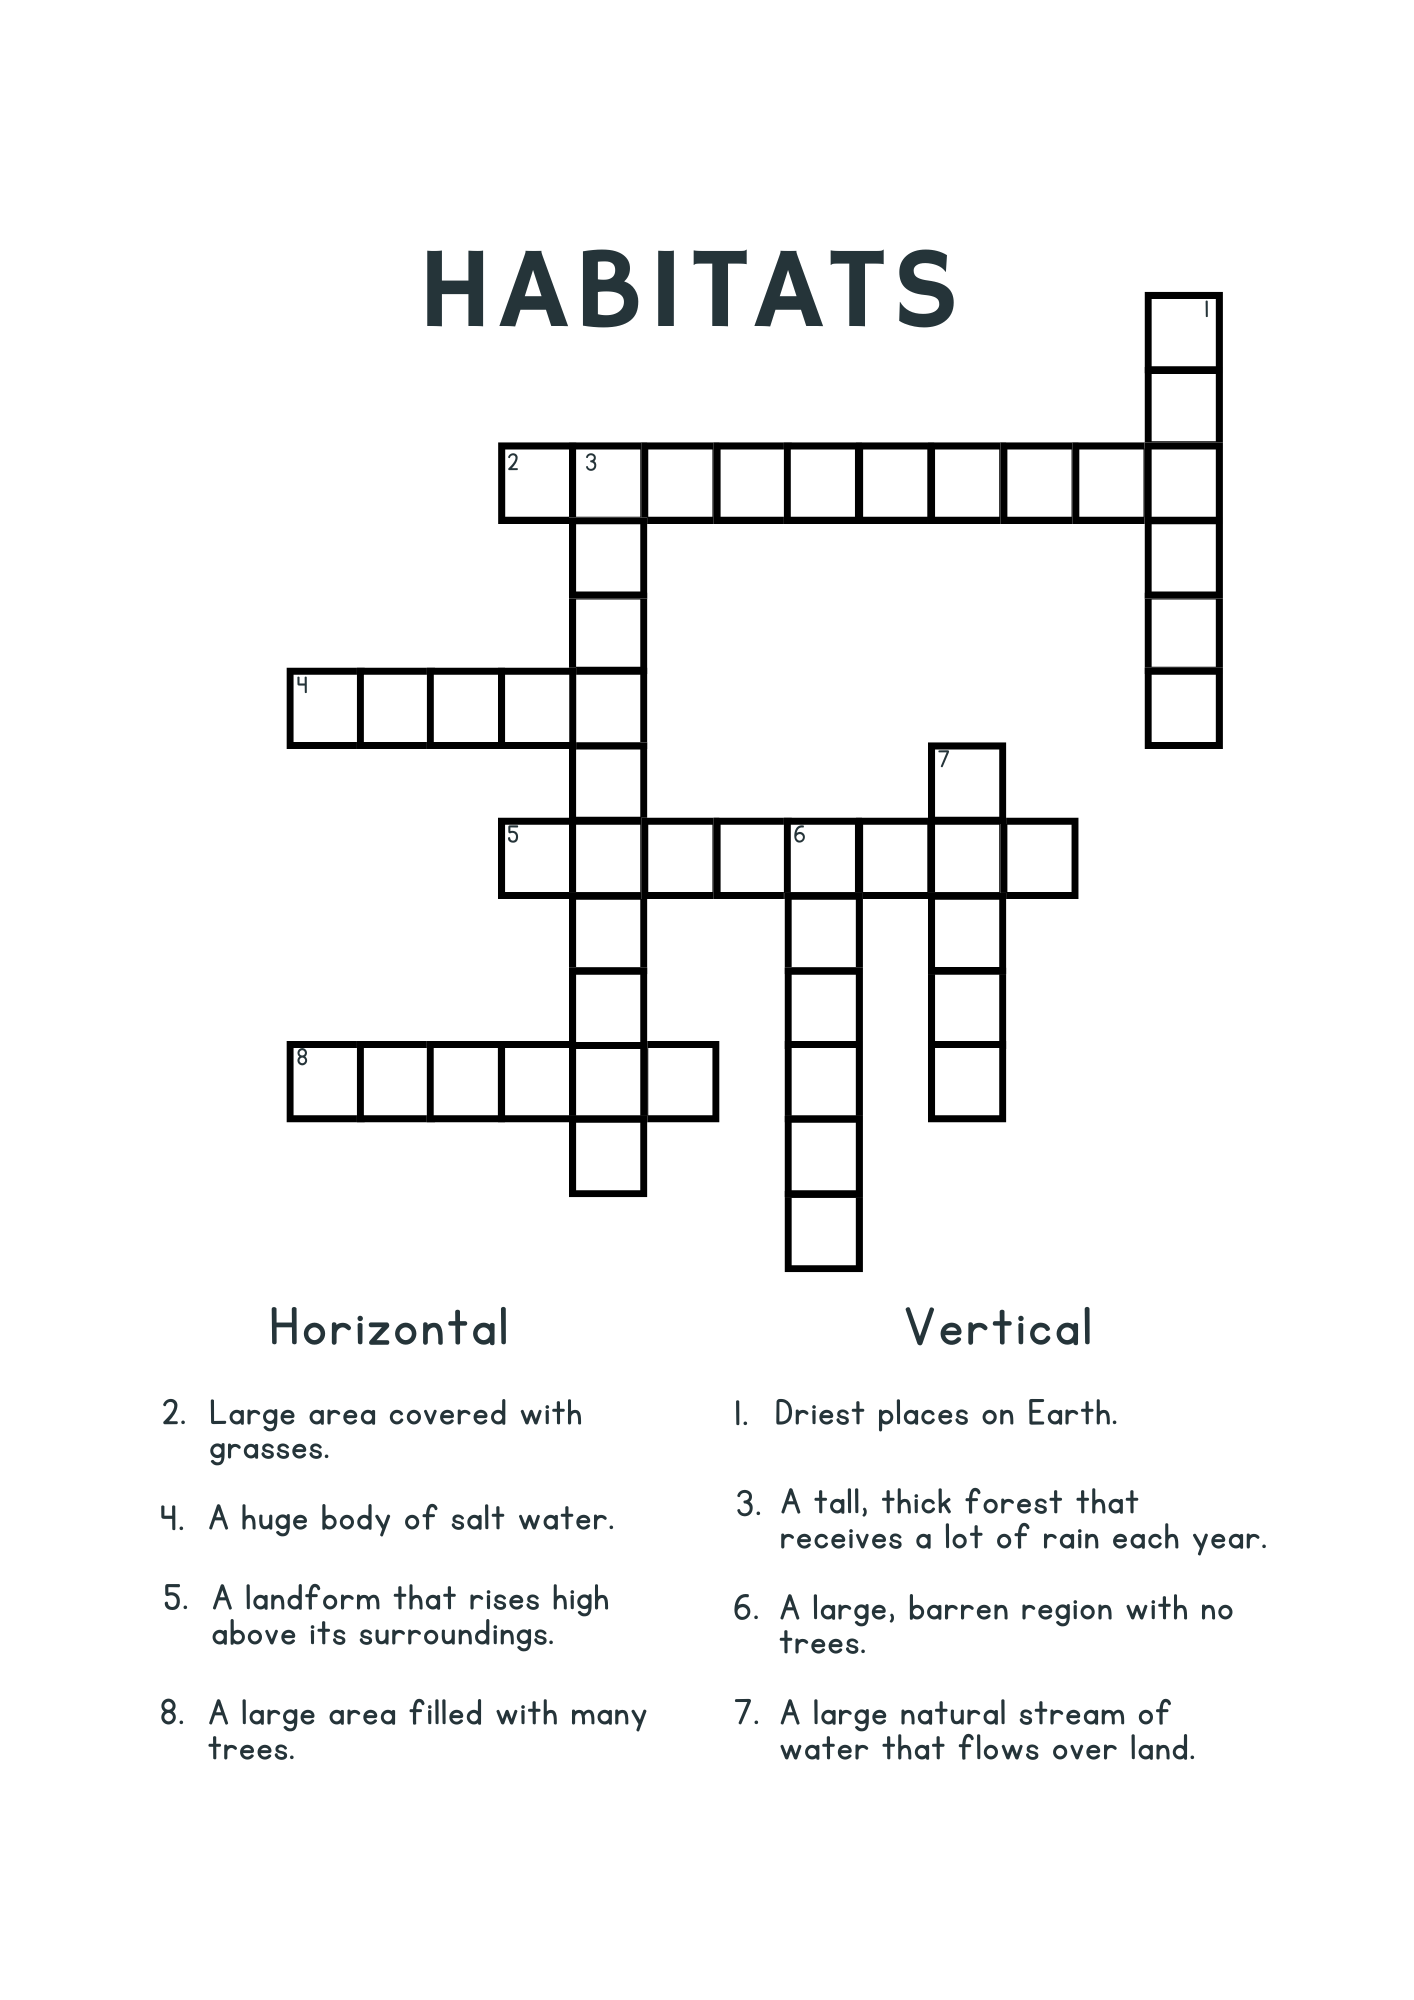 HABITATS
1
2 3
4
7
5 6
8
Horizontal
2. Large area covered with
grasses.
4. A huge body of salt water.
5. A landform that rises high
above its surroundings.
8. A large area filled with many
trees.
Vertical
1. Driest places on Earth.
3. A tall, thick forest that
receives a lot of rain each year.
6. A large, barren region with no
trees.
7. A large natural stream of
water that flows over land.